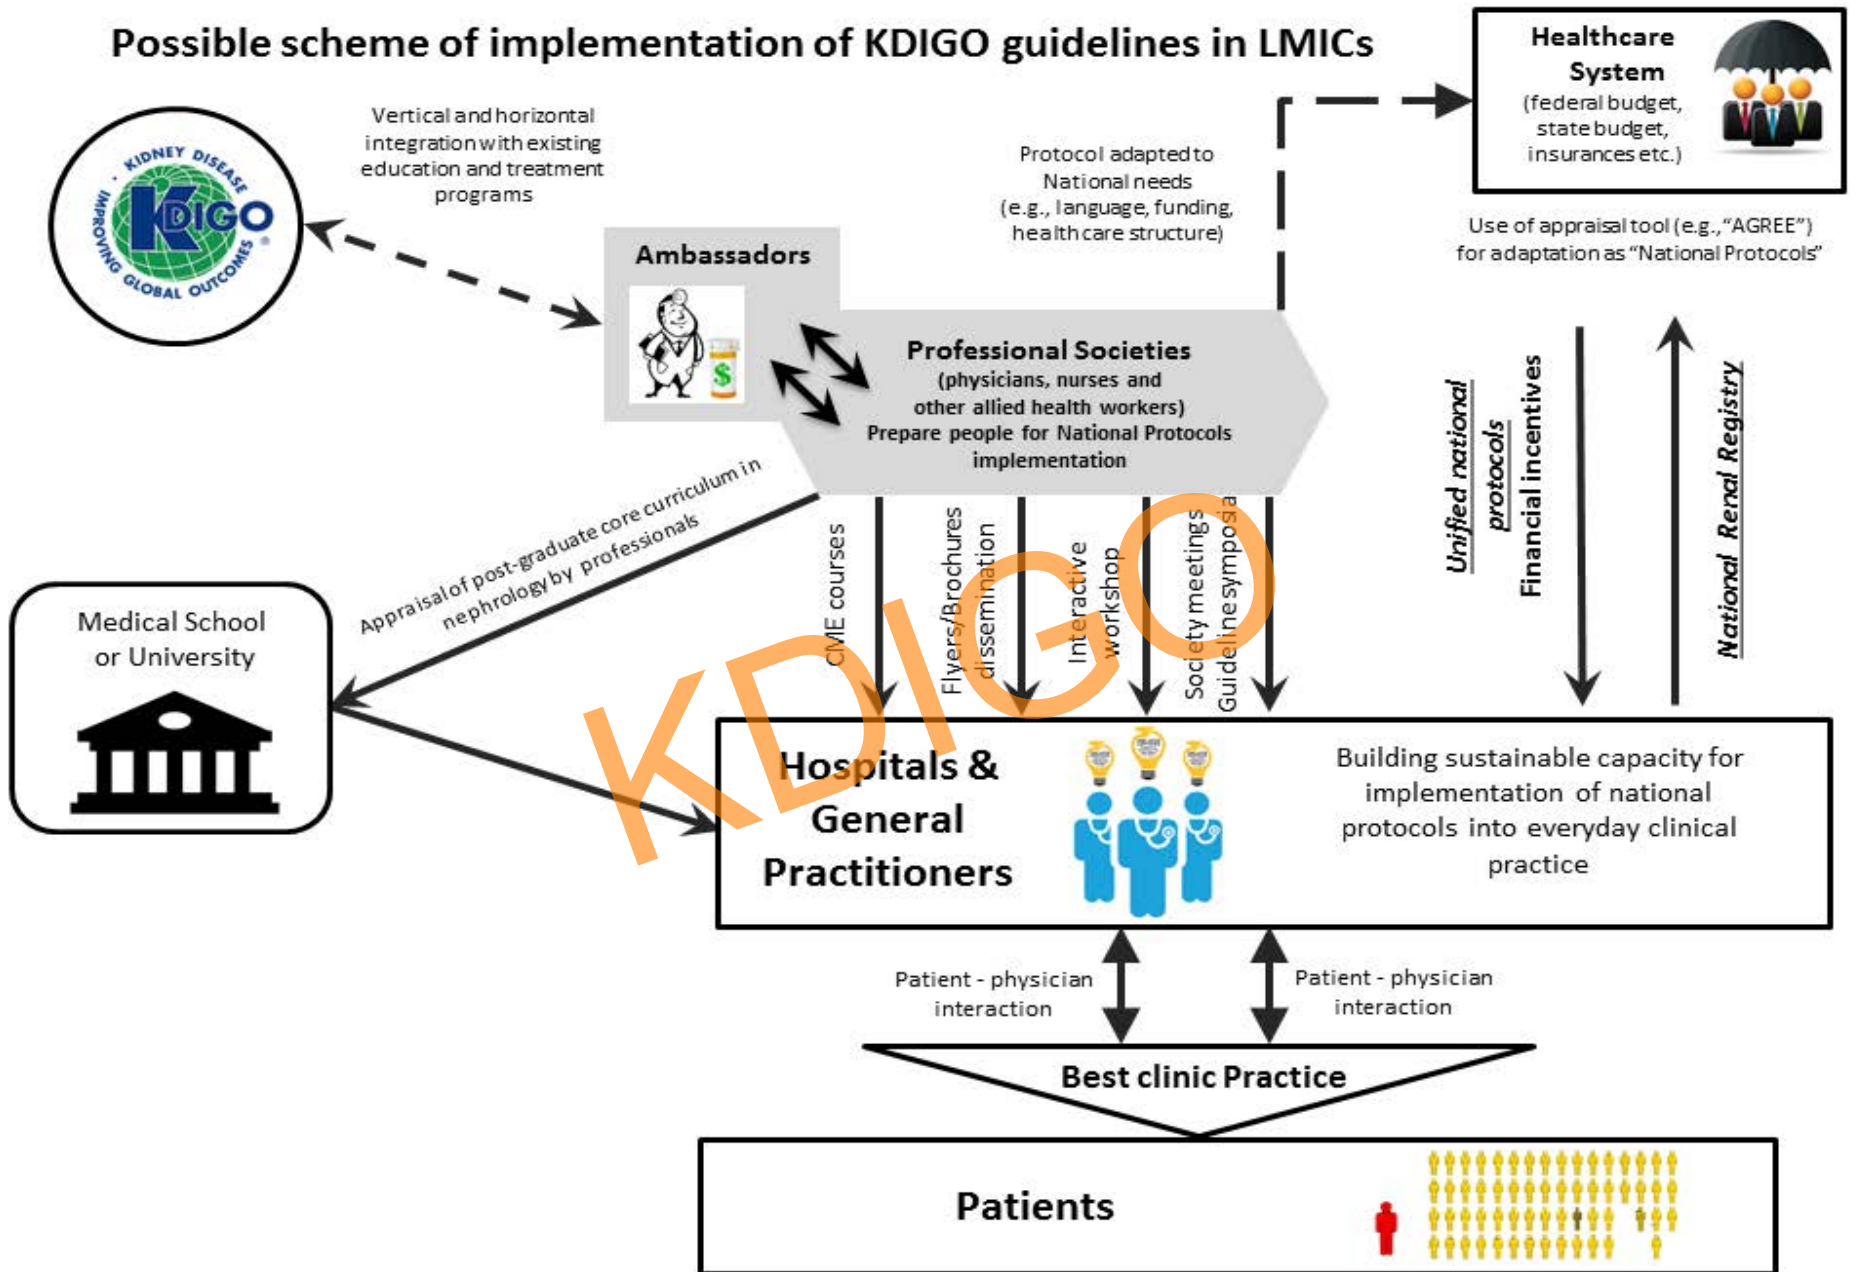 Possible scheme of implementation of KDIGO guidelines in LMICs
Healthcare
System
(federal budget,
state budget,
insurances etc.)
KIDNEY DISEASE
KDIGO
®
IMPROVING GLOBAL OUTCOMES
Vertical and horizontal
integration with existing
education and treatment
programs
Protocol adapted to
National needs
(e.g., language, funding,
healthcare structure)
Use of appraisal tool (e.g., “AGREE”)
for adaptation as “National Protocols”
Ambassadors
$
Professional Societies
(physicians, nurses and
other allied health workers)
Prepare people for National Protocols
implementation
Appraisal of post-graduate core curriculum in
nephrology by professionals
CME courses
Flyers/Brochures
dissemination
Interactive
workshop
Society meetings
Guideline symposia
Unified national
protocols
Financial incentives
National Renal Registry
Medical School
or University
KDIGO
Hospitals &
General
Practitioners
Building sustainable capacity for
implementation of national
protocols into everyday clinical
practice
Patient - physician
interaction
Patient - physician
interaction
Best clinic Practice
Patients